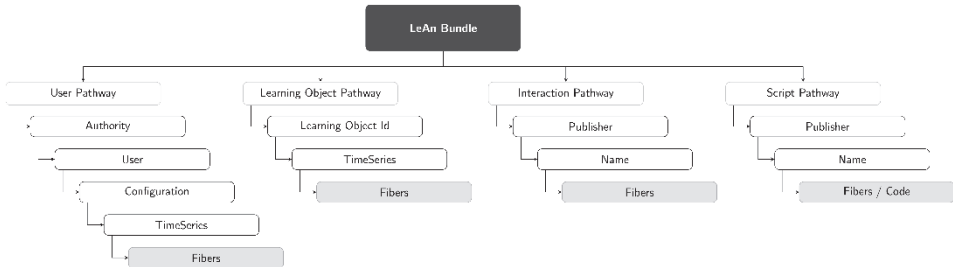 LeAn Bundle
User Pathway
Authority
User
Configuration
TimeSeries
Fibers
Learning Object Pathway
Learning Object Id
TimeSeries
Fibers
Interaction Pathway
Publisher
Name
Fibers
Script Pathway
Publisher
Name
Fibers / Code